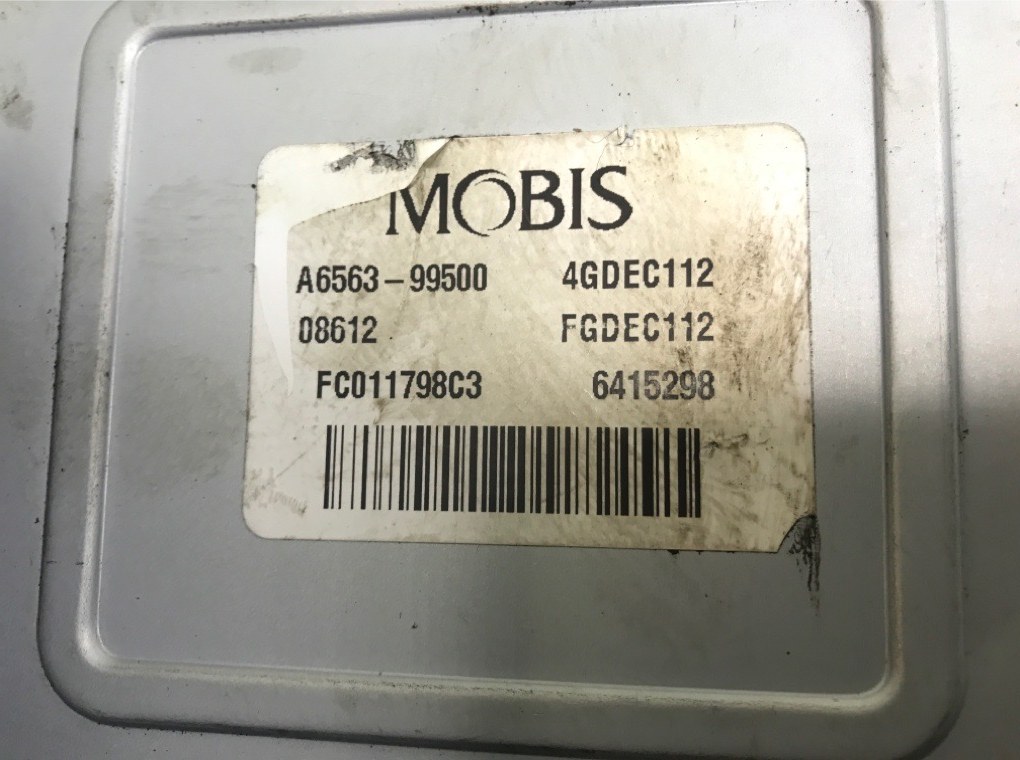 MOBIS
A6563-99500 4GDEC112
08612 FGDEC112
FC011798C3 6415298